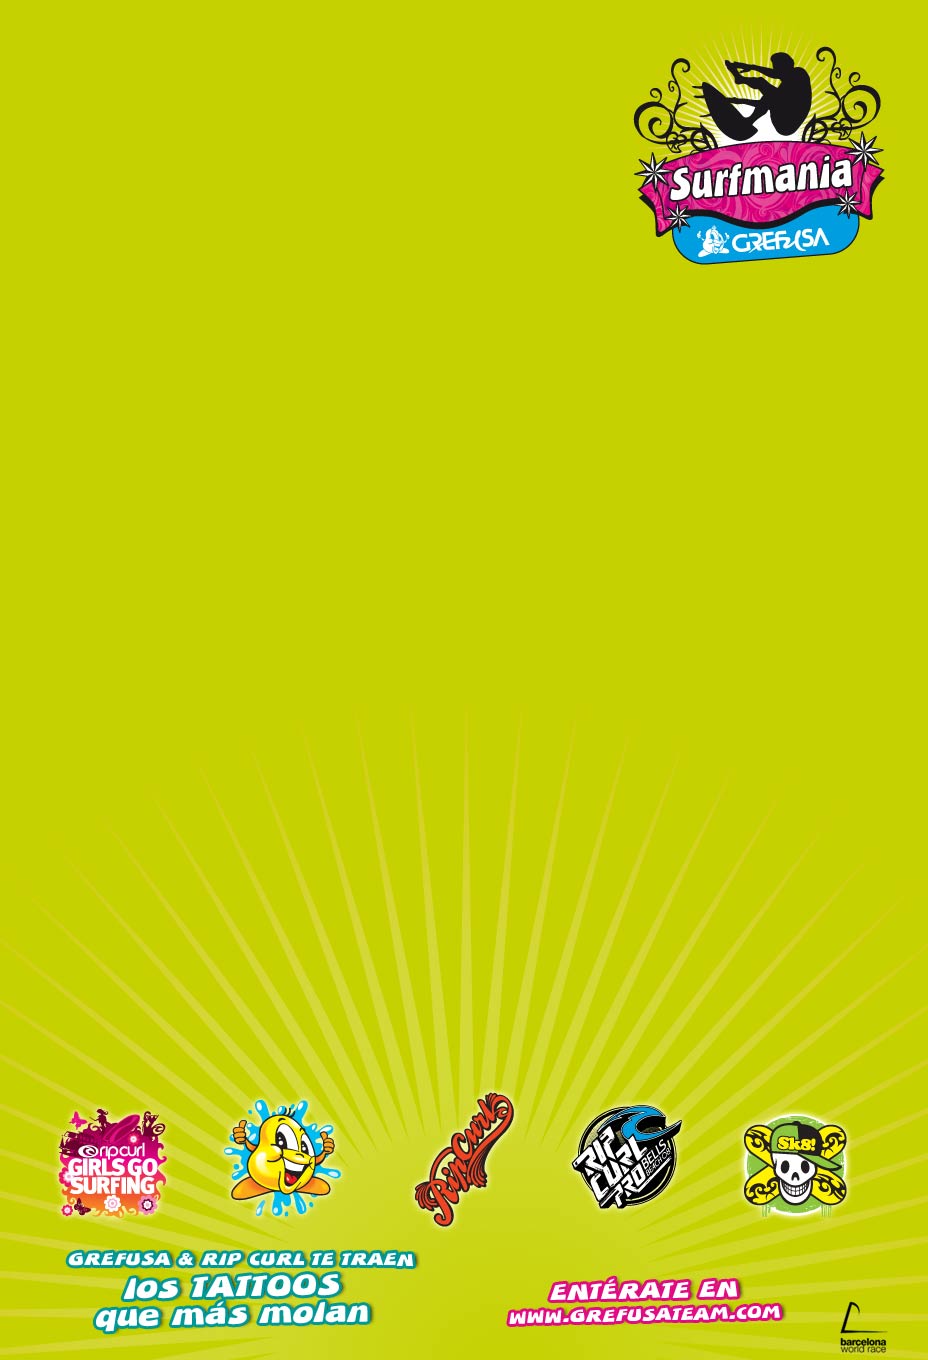 Surfmania
GREFUSA
ripcurl
GIRLS GO
SURFING
Rip Curl
RIP
CURL
PRO
BELLS
BEACH
Sk8!
GREFUSA & RIP CURL TE TRAEN
los TATTOOS
que más molan
ENTÉRATE EN
WWW.GREFUSATEAM.COM
barcelona
world race